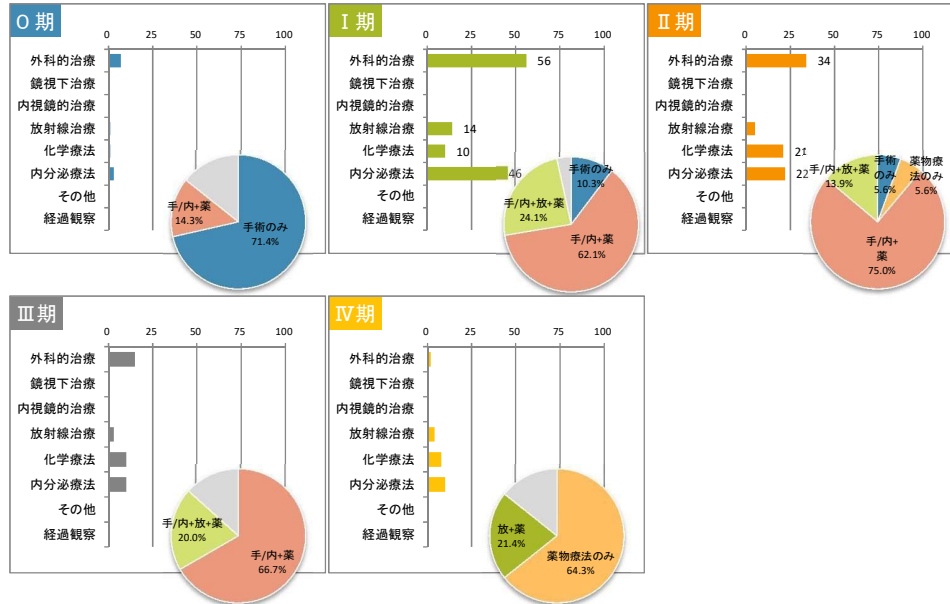 0期
0 25 50 75 100
外科的治療
鏡視下治療
内視鏡的治療
放射線治療
化学療法
内分泌療法
その他
経過観察
手/内+薬
14.3%
手術のみ
71.4%
Ⅰ期
0 25 50 75 100
外科的治療 56
鏡視下治療
内視鏡的治療
放射線治療 14
化学療法 10
内分泌療法 46
その他
経過観察
手術のみ
10.3%
手/内+放+薬
24.1%
手/内+薬
62.1%
Ⅱ期
0 25 50 75 100
外科的治療 34
鏡視下治療
内視鏡的治療
放射線治療
化学療法
内分泌療法 22
その他
経過観察
手/内+放+薬
13.9%
手術
のみ
5.6%
薬物療
法のみ
5.6%
手/内+
薬
75.0%
Ⅲ期
0 25 50 75 100
外科的治療
鏡視下治療
内視鏡的治療
放射線治療
化学療法
内分泌療法
その他
経過観察
手/内+放+薬
20.0%
手/内+薬
66.7%
Ⅳ期
0 25 50 75 100
外科的治療
鏡視下治療
内視鏡的治療
放射線治療
化学療法
内分泌療法
その他
経過観察
放+薬
21.4%
薬物療法のみ
64.3%